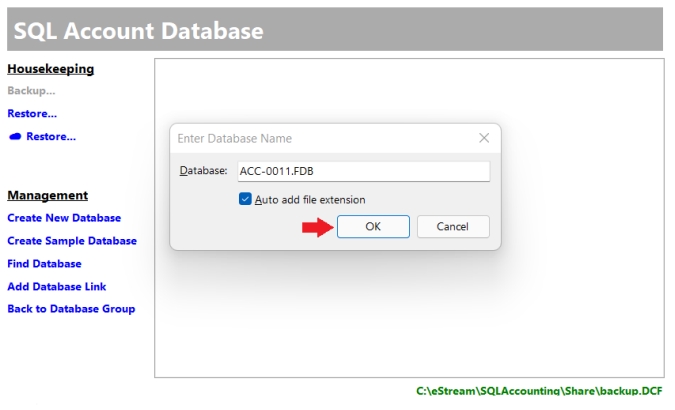 SQL Account Database
Housekeeping
Backup...
Restore...
Restore...
Management
Create New Database
Create Sample Database
Find Database
Add Database Link
Back to Database Group
Enter Database Name
Database: ACC-0011.FDB
Auto add file extension
OK Cancel
C:\eStream\SQLAccounting\Share\backup.DCF